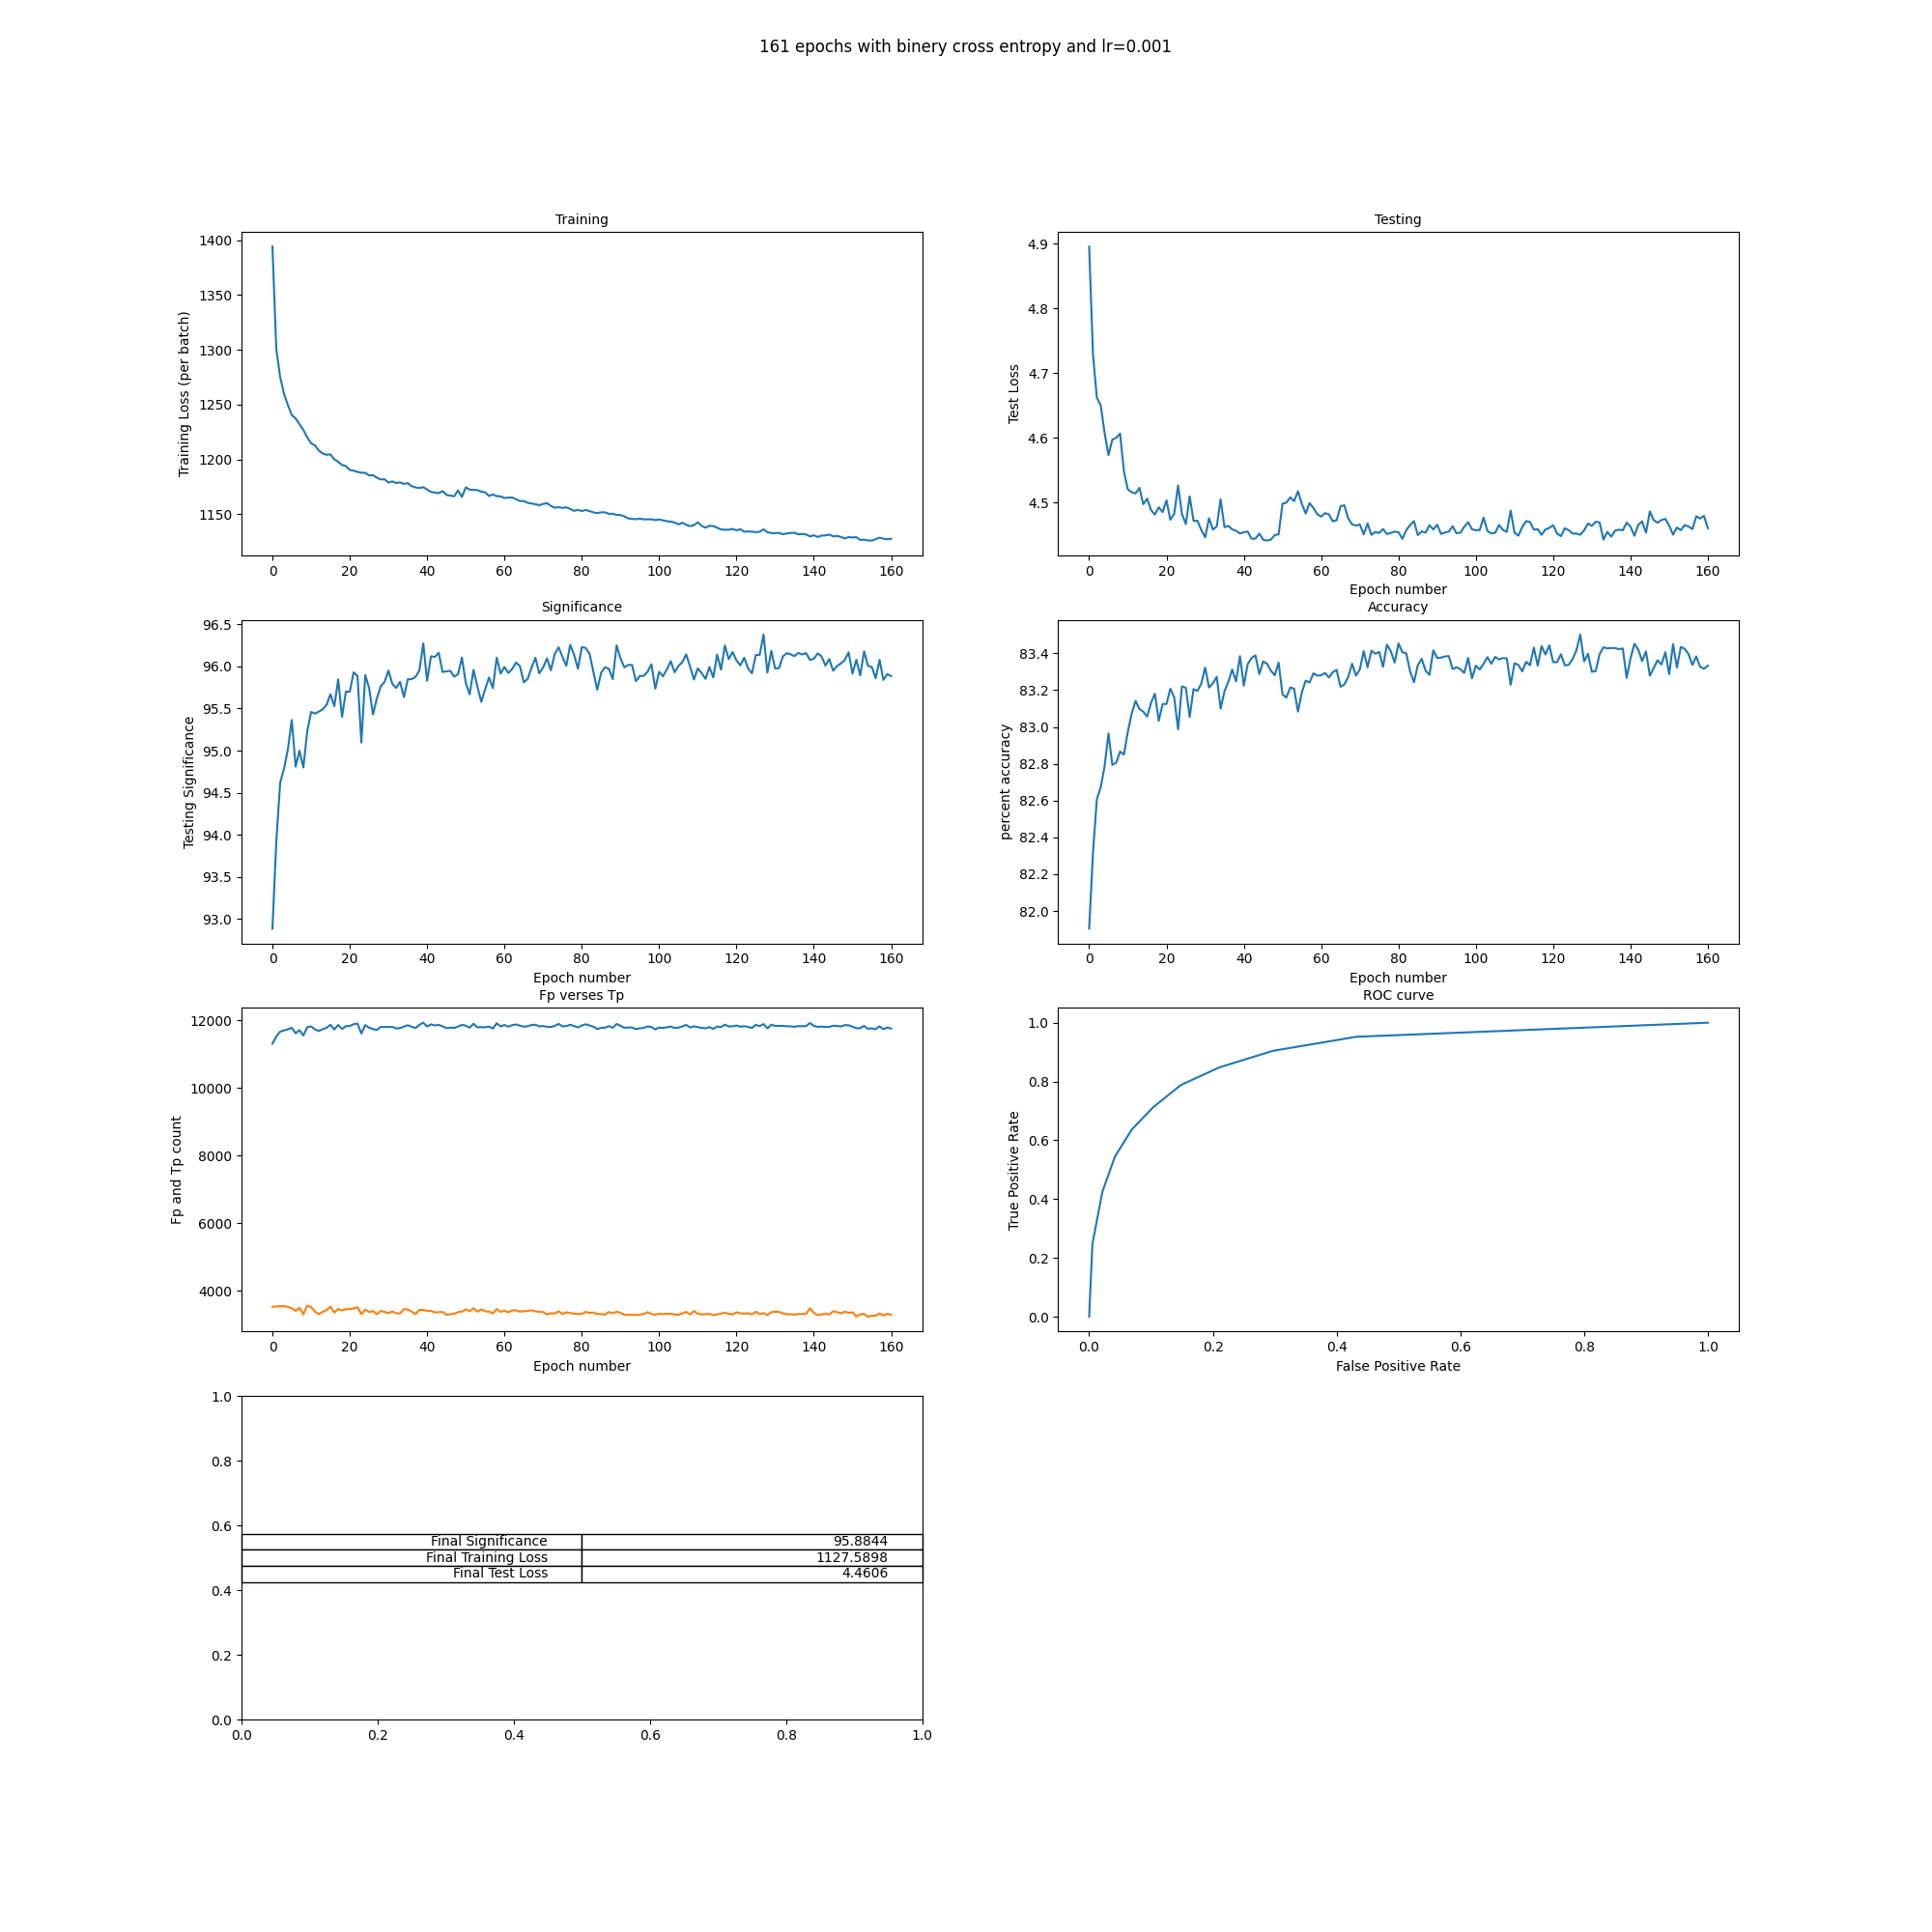 161 epochs with binery cross entropy and lr=0.001
Training
Training Loss (per batch)
1400
1350
1300
1250
1200
1150
0 20 40 60 80 100 120 140 160
Testing
Test Loss
4.9
4.8
4.7
4.6
4.5
0 20 40 60 80 100 120 140 160
Epoch number
Significance
Testing Significance
96.5
96.0
95.5
95.0
94.5
94.0
93.5
93.0
0 20 40 60 80 100 120 140 160
Epoch number
Accuracy
percent accuracy
83.4
83.2
83.0
82.8
82.6
82.4
82.2
82.0
0 20 40 60 80 100 120 140 160
Epoch number
Fp verses Tp
Fp and Tp count
12000
10000
8000
6000
4000
0 20 40 60 80 100 120 140 160
Epoch number
ROC curve
True Positive Rate
1.0
0.8
0.6
0.4
0.2
0.0
0.0 0.2 0.4 0.6 0.8 1.0
False Positive Rate
1.0
0.8
0.6
Final Significance 95.8844
Final Training Loss 1127.5898
Final Test Loss 4.4606
0.4
0.2
0.0
0.0 0.2 0.4 0.6 0.8 1.0